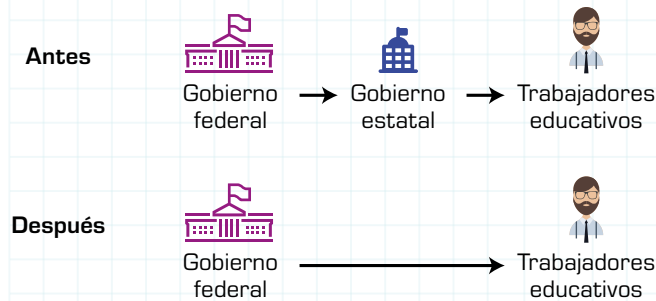 Antes
Gobierno federal
Gobierno estatal
Trabajadores educativos
Después
Gobierno federal
Trabajadores educativos